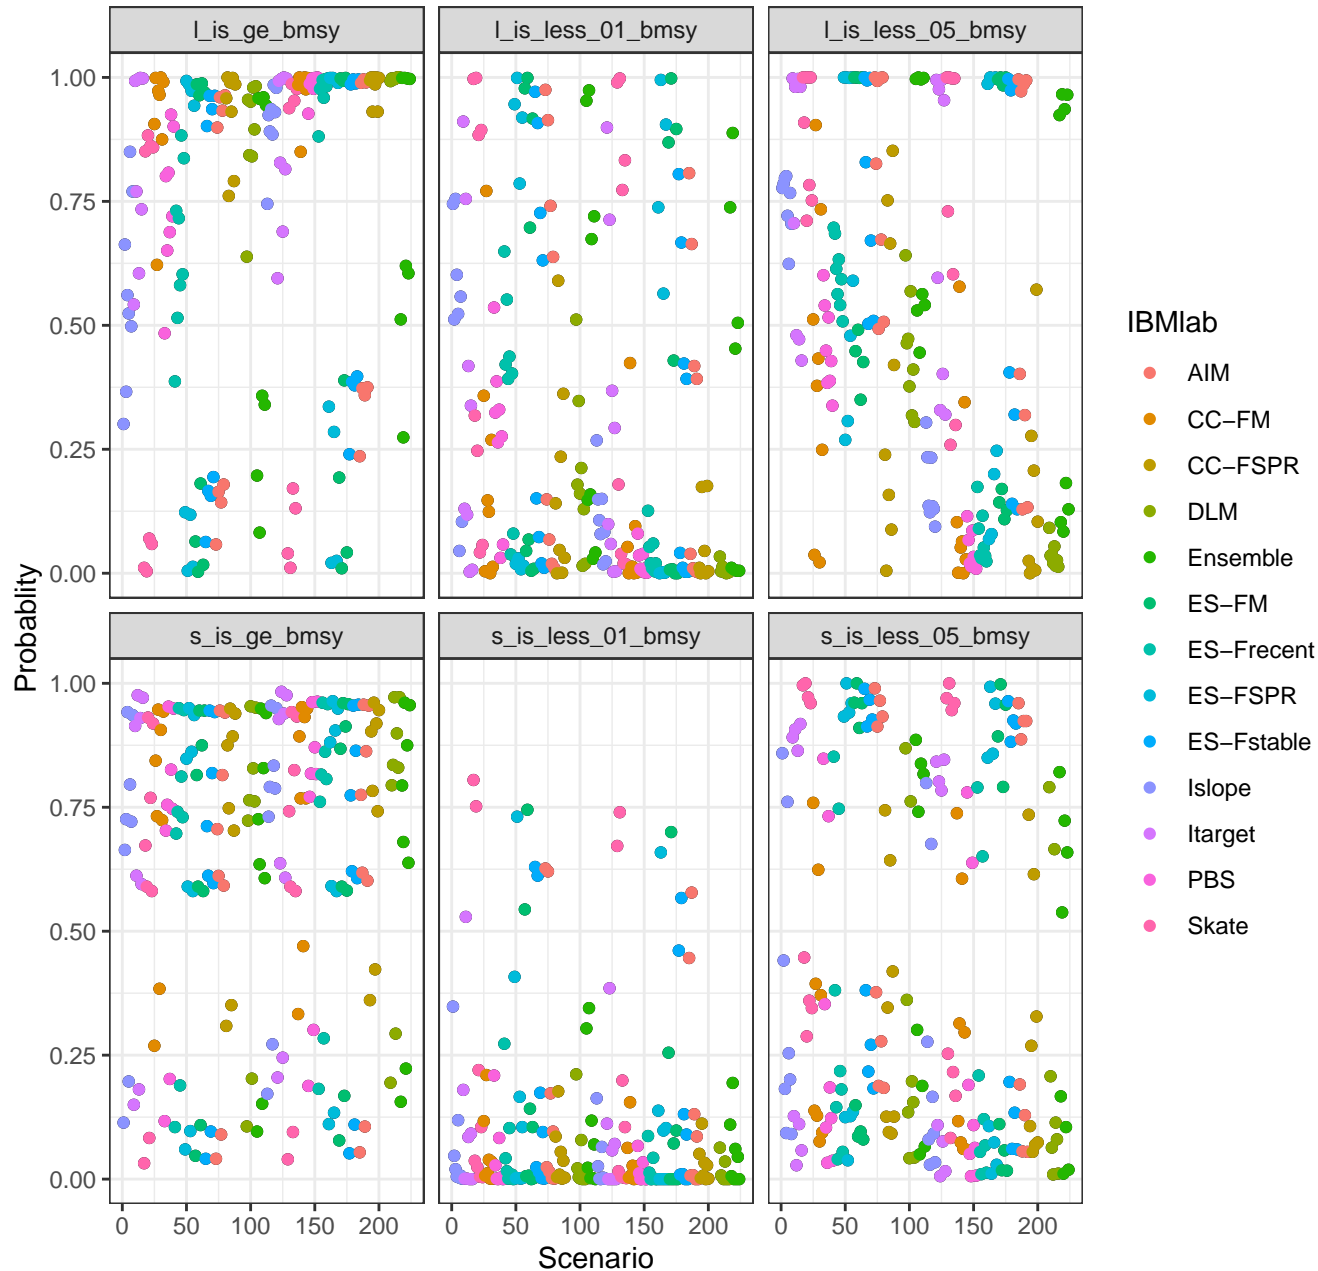 l_is_ge_bmsy
l_is_less_01_bmsy
l_is_less_05_bmsy
1.00
0.75
0.50
0.25
0.00
s_is_ge_bmsy
s_is_less_01_bmsy
s_is_less_05_bmsy
1.00
0.75
0.50
0.25
0.00
0 50 100 150 200
0 50 100 150 200
0 50 100 150 200
Scenario
Probablity
IBMlab
AIM
CC−FM
CC−FSPR
DLM
Ensemble
ES−FM
ES−Frecent
ES−FSPR
ES−Fstable
Islope
Itarget
PBS
Skate